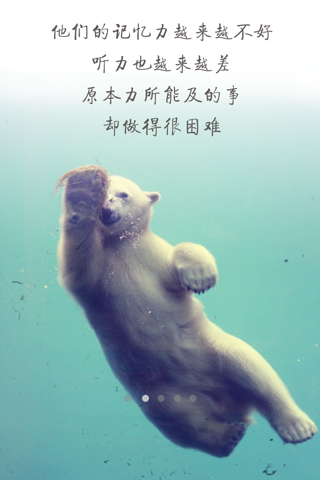 他们的记忆力越来越不好
听力也越来越差
原本力所能及的事
却做得很困难